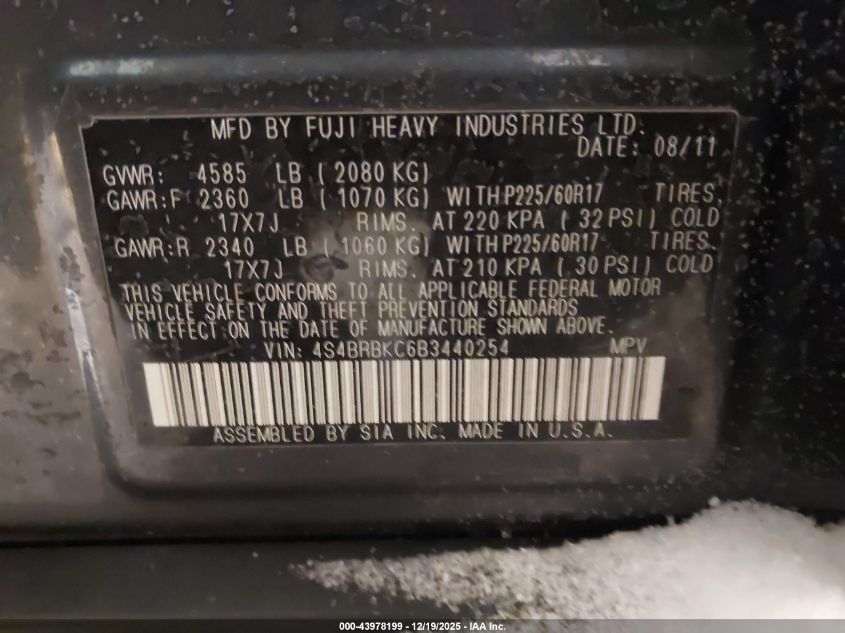 MFD BY FUJI HEAVY INDUSTRIES LTD.
DATE: 08/11
GVWR: 4585 LB ( 2080 KG)
GAWR:F 2360 LB ( 1070 KG) WITHP225/60R17 TIRES,
17X7J RIMS. AT 220 KPA ( 32 PSI) COLD
GAWR:R 2340 LB ( 1060 KG) WITHP225/60R17 TIRES.
17X7J RIMS. AT 210 KPA ( 30 PSI) COLD
THIS VEHICLE CONFORMS TO ALL APPLICABLE FEDERAL MOTOR
VEHICLE SAFETY AND THEFT PREVENTION STANDARDS
IN EFFECT ON THE DATE OF MANUFACTURE SHOWN ABOVE.
VIN: 4S4BRBKC6B3440254 MPV
ASSEMBLED BY SIA INC. MADE IN U.S.A.
000-43978199 - 12/19/2025 - IAA Inc.